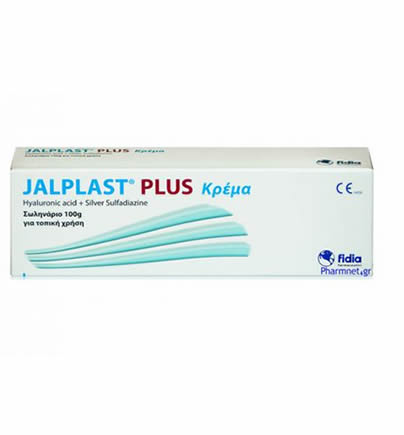 JALPLAST® PLUS Κρέμα
Hyaluronic acid + Silver Sulfadiazine
Σωληνάριο 100g
για τοπική χρήση
CE
fidia
Pharmnet.gr